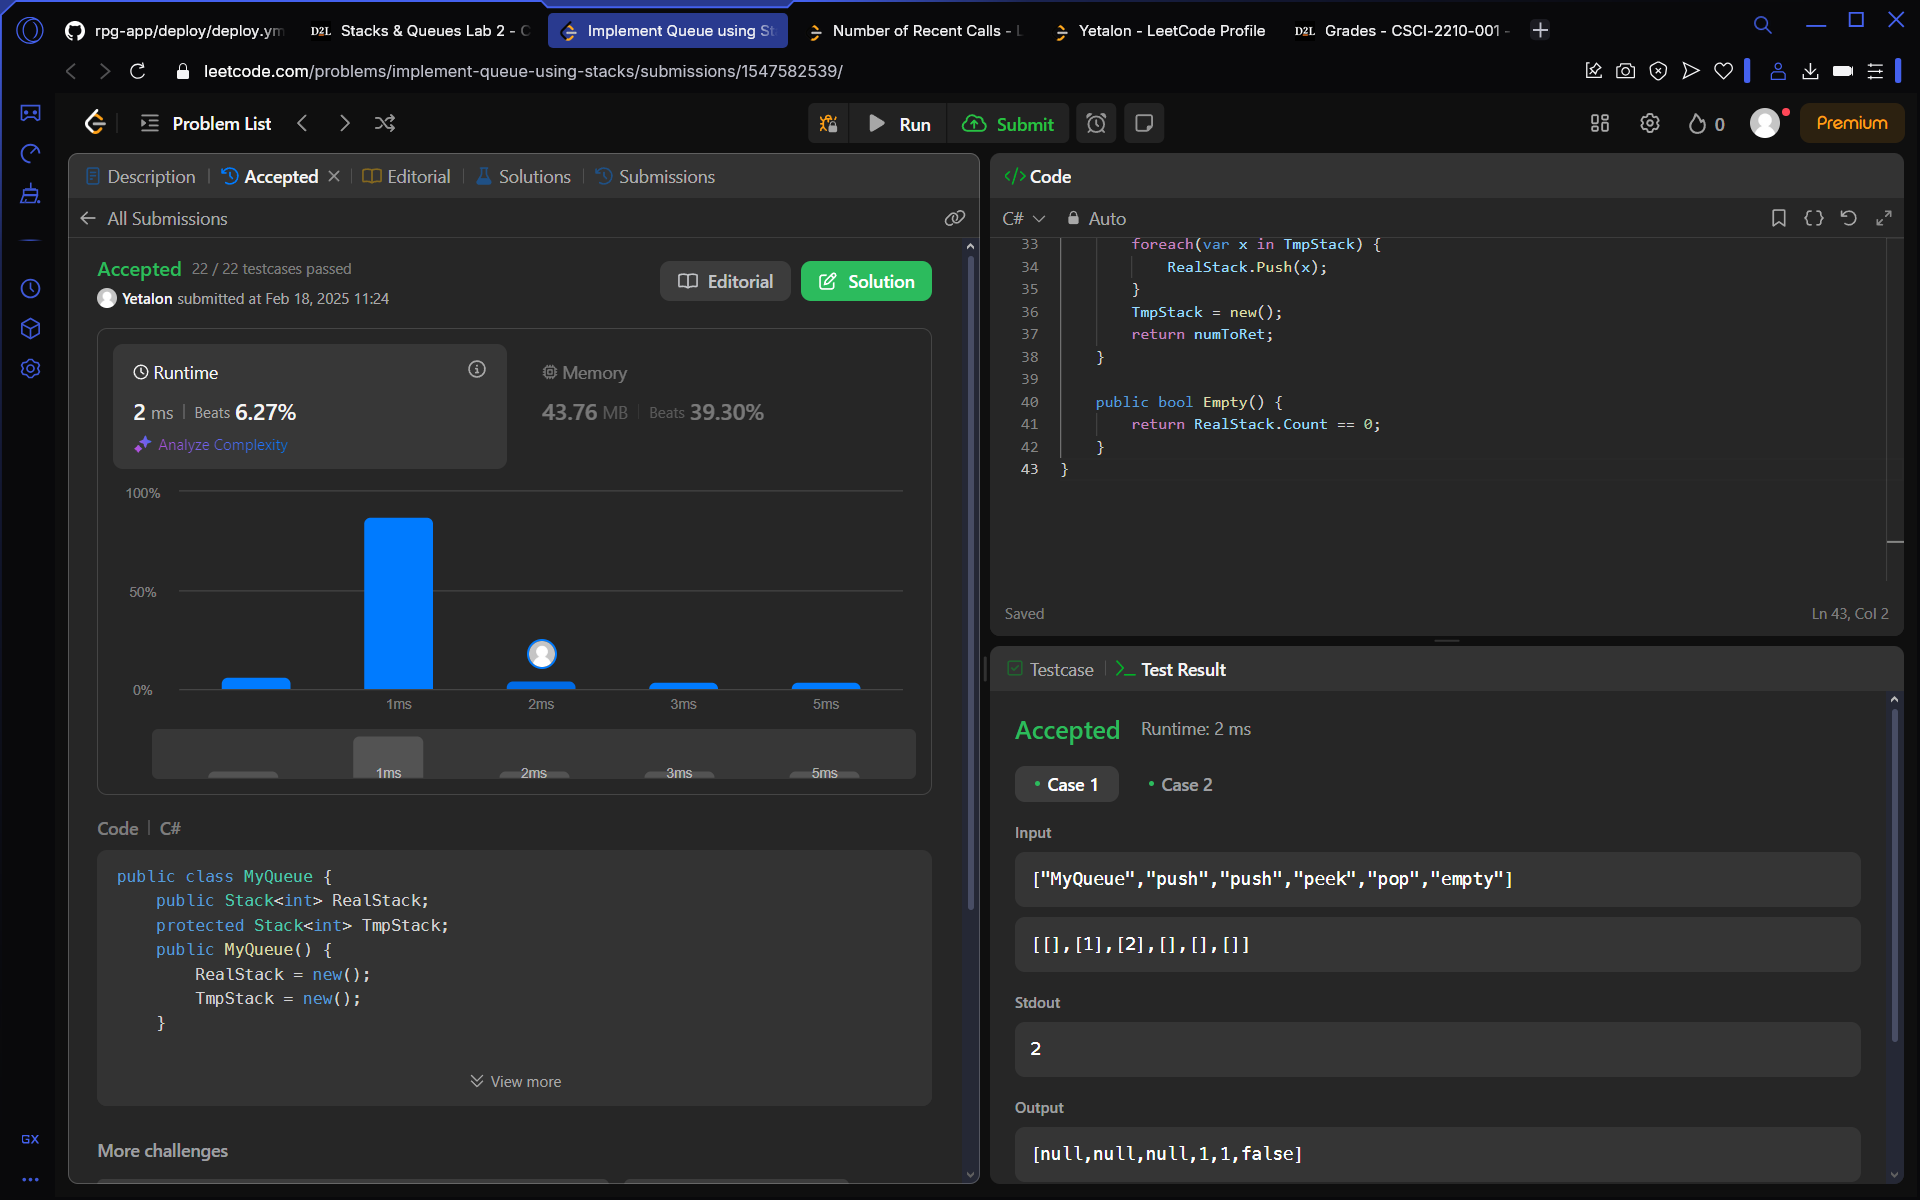 rpg-app/deploy/deploy.ym
D2L Stacks & Queues Lab 2 - C
Implement Queue using St
Number of Recent Calls - L
Yetalon - LeetCode Profile
D2L Grades - CSCI-2210-001 -
leetcode.com/problems/implement-queue-using-stacks/submissions/1547582539/
Problem List
Run
Submit
0
Premium
Description
Accepted
Editorial
Solutions
Submissions
All Submissions
Accepted 22 / 22 testcases passed
Yetalon submitted at Feb 18, 2025 11:24
Editorial
Solution
Runtime
2 ms | Beats 6.27%
Analyze Complexity
Memory
43.76 MB | Beats 39.30%
100%
50%
0%
1ms 2ms 3ms 5ms
1ms 2ms 3ms 5ms
Code | C#
public class MyQueue {
    public Stack<int> RealStack;
    protected Stack<int> TmpStack;
    public MyQueue() {
        RealStack = new();
        TmpStack = new();
    }
View more
More challenges
GX
</> Code
C# Auto
33 foreach(var x in TmpStack) {
34 RealStack.Push(x);
35 }
36 TmpStack = new();
37 return numToRet;
38 }
39
40 public bool Empty() {
41 return RealStack.Count == 0;
42 }
43 }
Saved
Ln 43, Col 2
Testcase
Test Result
Accepted Runtime: 2 ms
• Case 1
• Case 2
Input
["MyQueue","push","push","peek","pop","empty"]
[[],[1],[2],[],[],[]]
Stdout
2
Output
[null,null,null,1,1,false]